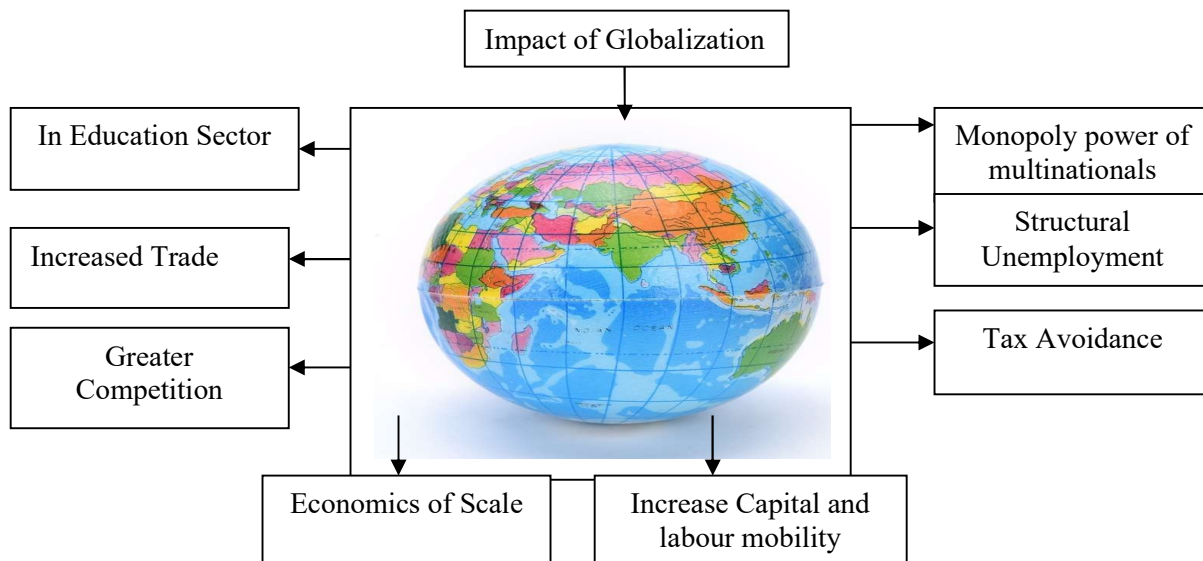 Impact of Globalization
In Education Sector
Increased Trade
Greater
Competition
Monopoly power of
multinationals
Structural
Unemployment
Tax Avoidance
Economics of Scale
Increase Capital and
labour mobility
OCEAN